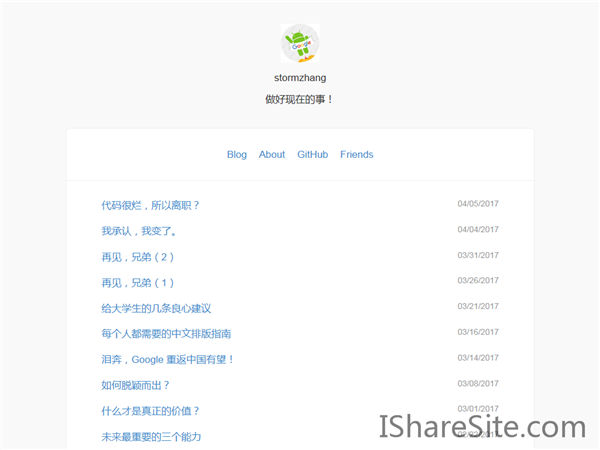 Google
stormzhang
做好现在的事！
Blog About GitHub Friends
代码很烂，所以离职？ 04/05/2017
我承认，我变了。 04/04/2017
再见，兄弟（2） 03/31/2017
再见，兄弟（1） 03/26/2017
给大学生的几条良心建议 03/21/2017
每个人都需要的中文排版指南 03/16/2017
泪奔，Google 重返中国有望！ 03/14/2017
如何脱颖而出？ 03/08/2017
什么才是真正的价值？ 03/01/2017
未来最重要的三个能力
IShareSite.com